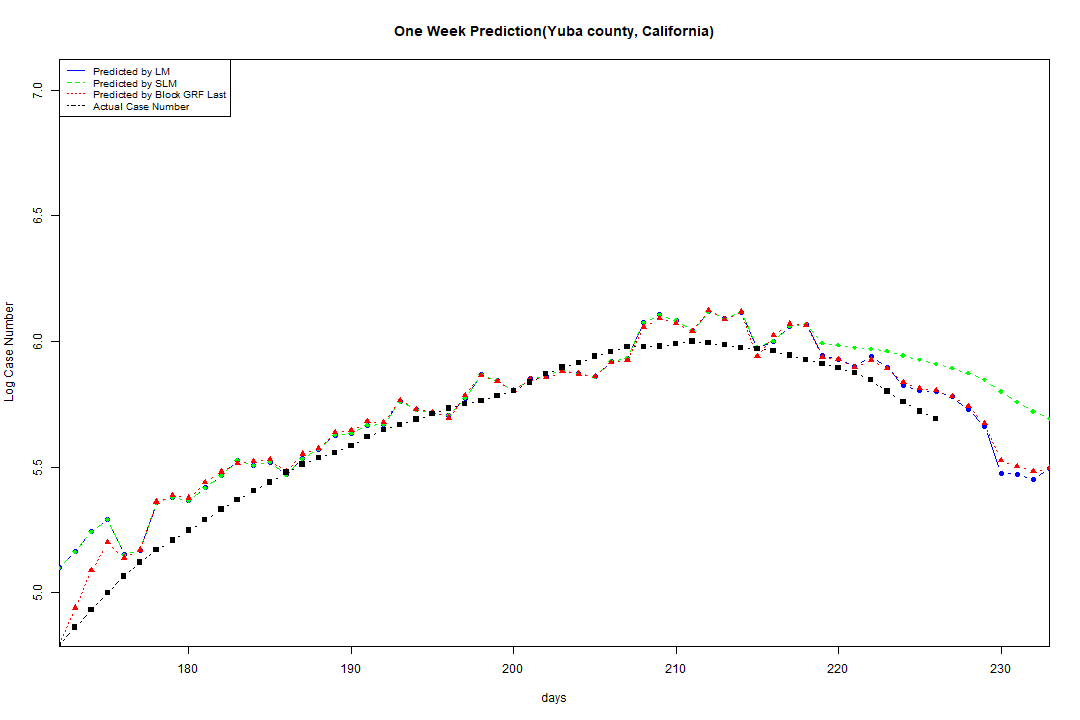 One Week Prediction(Yuba county, California)
Predicted by LM
Predicted by SLM
Predicted by Block GRF Last
Actual Case Number
7.0
6.5
6.0
5.5
5.0
Log Case Number
180 190 200 210 220 230
days